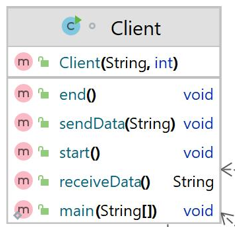 C Client
m Client(String, int)
m end() void
m sendData(String) void
m start() void
m receiveData() String
m main(String[]) void